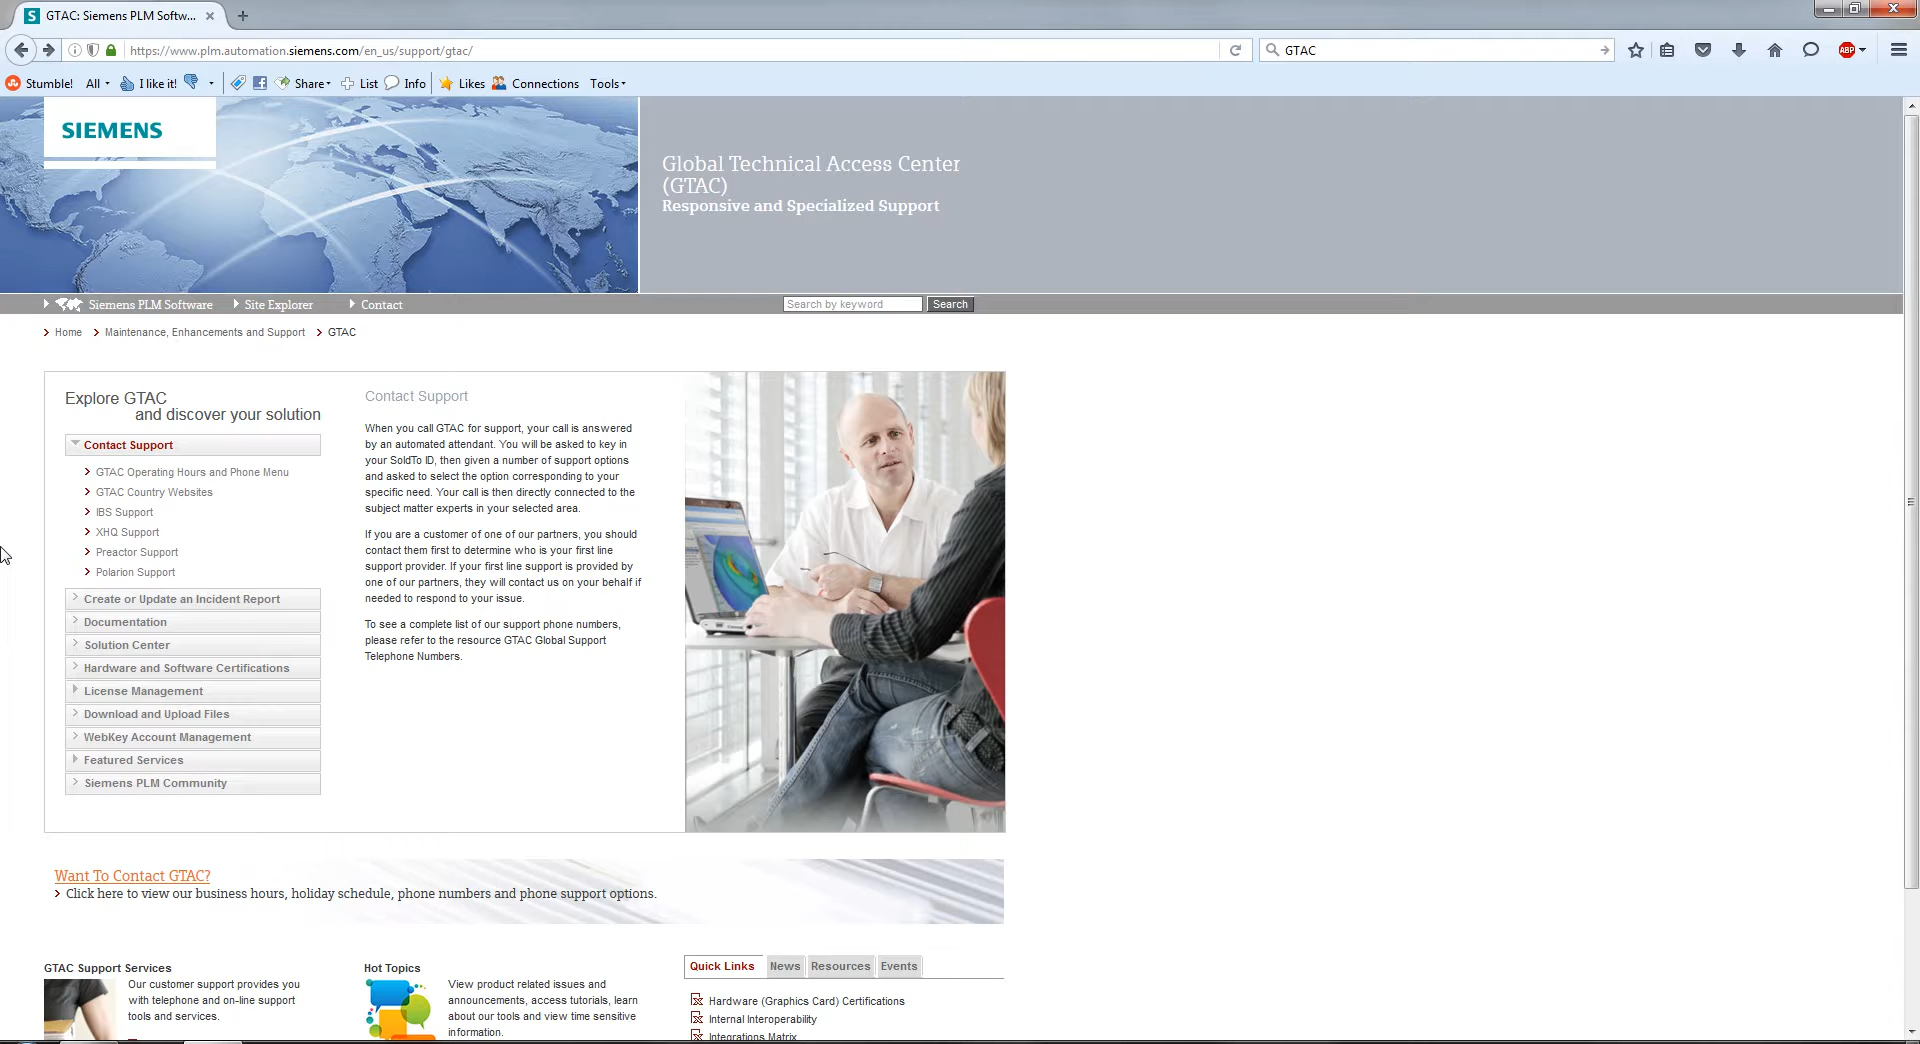 GTAC: Siemens PLM Softw...
https://www.plm.automation.siemens.com/en_us/support/gtac/
GTAC
ABP
Stumble! All I like it! Share List Info Likes Connections Tools
SIEMENS
Global Technical Access Center
(GTAC)
Responsive and Specialized Support
Siemens PLM Software Site Explorer Contact Search by keyword Search
Home Maintenance, Enhancements and Support GTAC
Explore GTAC
and discover your solution
Contact Support
GTAC Operating Hours and Phone Menu
GTAC Country Websites
IBS Support
XHQ Support
Preactor Support
Polarion Support
Create or Update an Incident Report
Documentation
Solution Center
Hardware and Software Certifications
License Management
Download and Upload Files
WebKey Account Management
Featured Services
Siemens PLM Community
Contact Support
When you call GTAC for support, your call is answered
by an automated attendant. You will be asked to key in
your SoldTo ID, then given a number of support options
and asked to select the option corresponding to your
specific need. Your call is then directly connected to the
subject matter experts in your selected area.
If you are a customer of one of our partners, you should
contact them first to determine who is your first line
support provider. If your first line support is provided by
one of our partners, they will contact us on your behalf if
needed to respond to your issue.
To see a complete list of our support phone numbers,
please refer to the resource GTAC Global Support
Telephone Numbers.
Want To Contact GTAC?
Click here to view our business hours, holiday schedule, phone numbers and phone support options.
GTAC Support Services
Our customer support provides you
with telephone and on-line support
tools and services.
Hot Topics
View product related issues and
announcements, access tutorials, learn
about our tools and view time sensitive
information.
Quick Links News Resources Events
Hardware (Graphics Card) Certifications
Internal Interoperability
Integrations Matrix